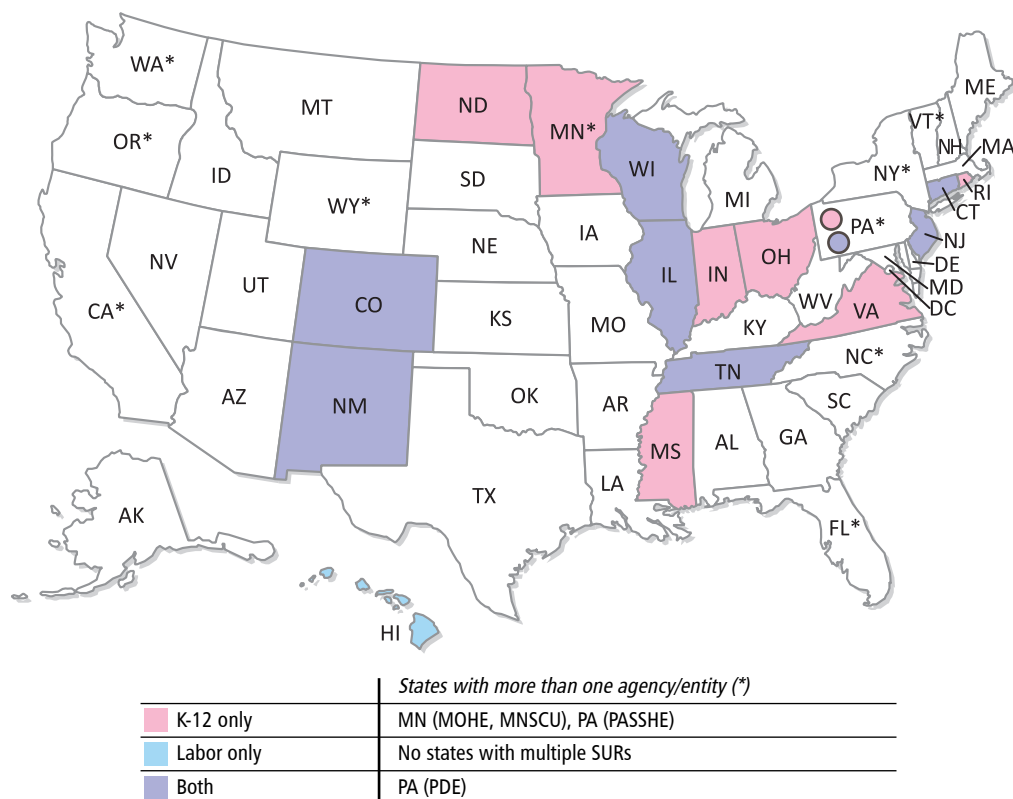 WA*
MT
ND
MN*
ME
VT*
NH
MA
OR*
ID
SD
WI
MI
NY*
RI
CT
WY*
IA
PA*
NJ
NE
DE
NV
UT
IL
IN
OH
MD
DC
CA*
CO
WV
KS
MO
KY
VA
NC*
AZ
NM
OK
TN
AR
SC
MS
AL
GA
LA
TX
AK
FL*
HI
States with more than one agency/entity (*)
K-12 only MN (MOHE, MNSCU), PA (PASSHE)
Labor only No states with multiple SURs
Both PA (PDE)